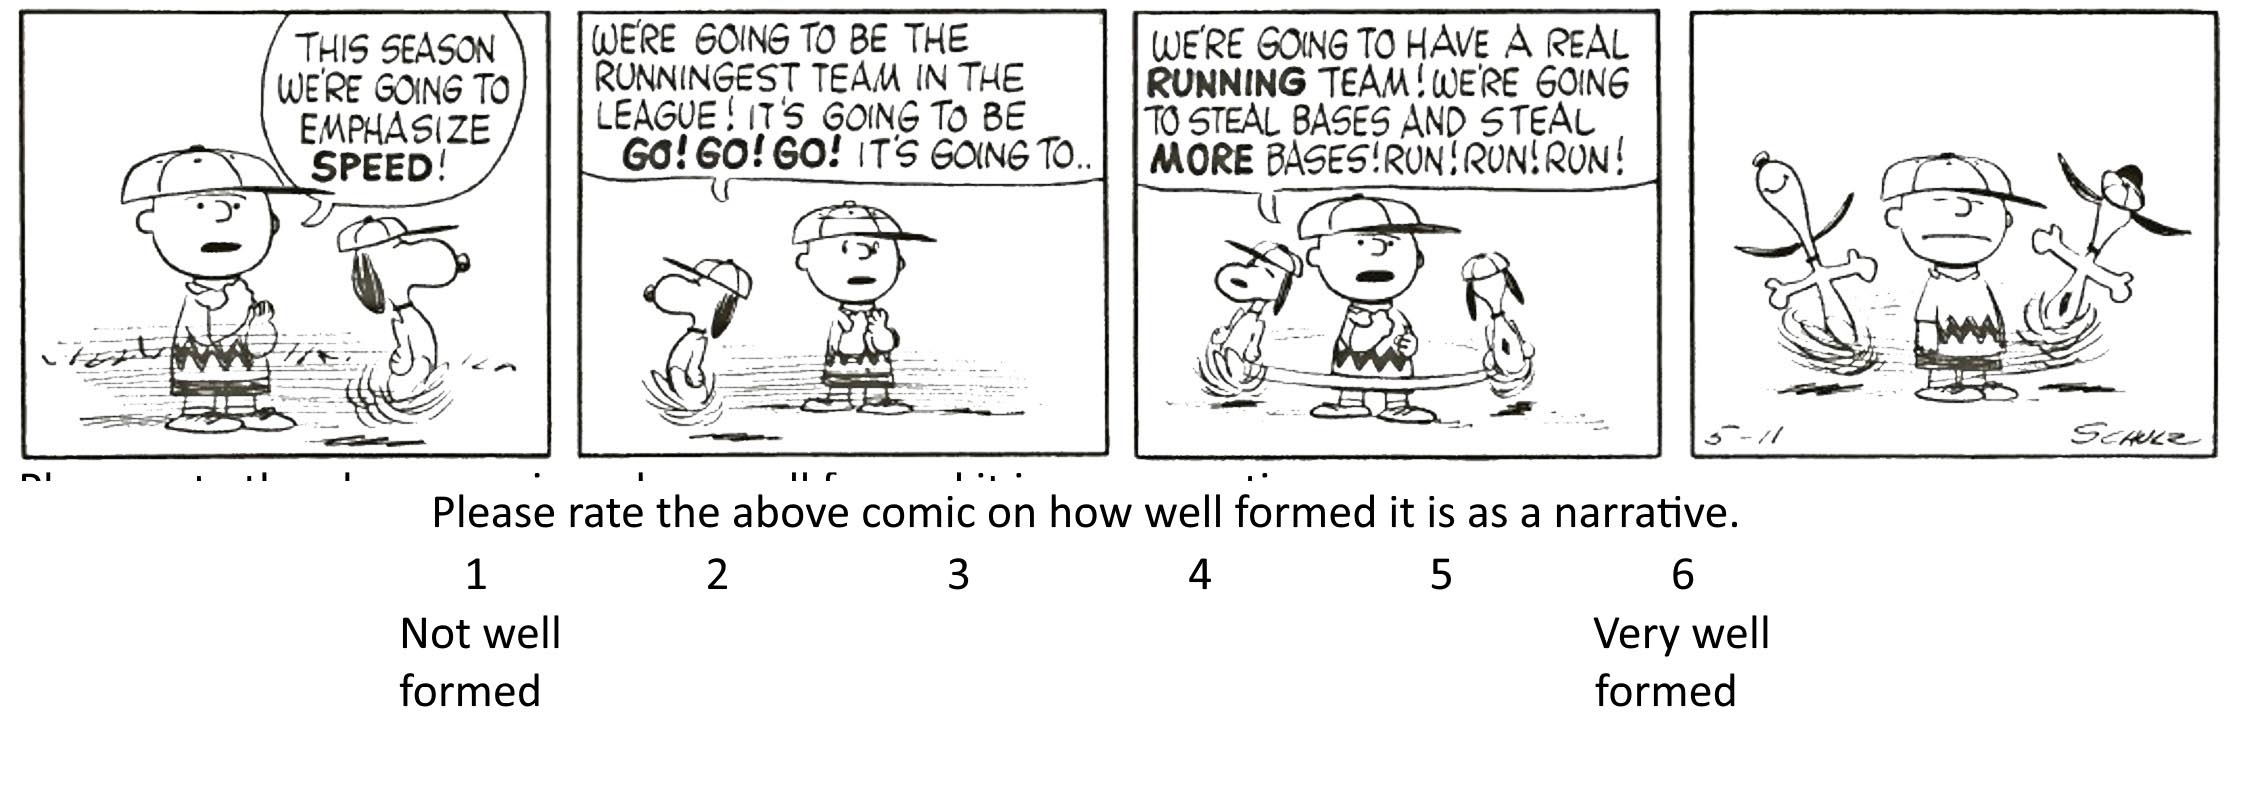 THIS SEASON
WE'RE GOING TO
EMPHASIZE
SPEED!
WE'RE GOING TO BE THE
RUNNINGEST TEAM IN THE
LEAGUE! IT'S GOING TO BE
GO! GO! GO! IT'S GOING TO..
WE'RE GOING TO HAVE A REAL
RUNNING TEAM! WE'RE GOING
TO STEAL BASES AND STEAL
MORE BASES! RUN! RUN! RUN!
5-11
SCHULZ
Please rate the above comic on how well formed it is as a narrative.
1 2 3 4 5 6
Not well
formed
Very well
formed